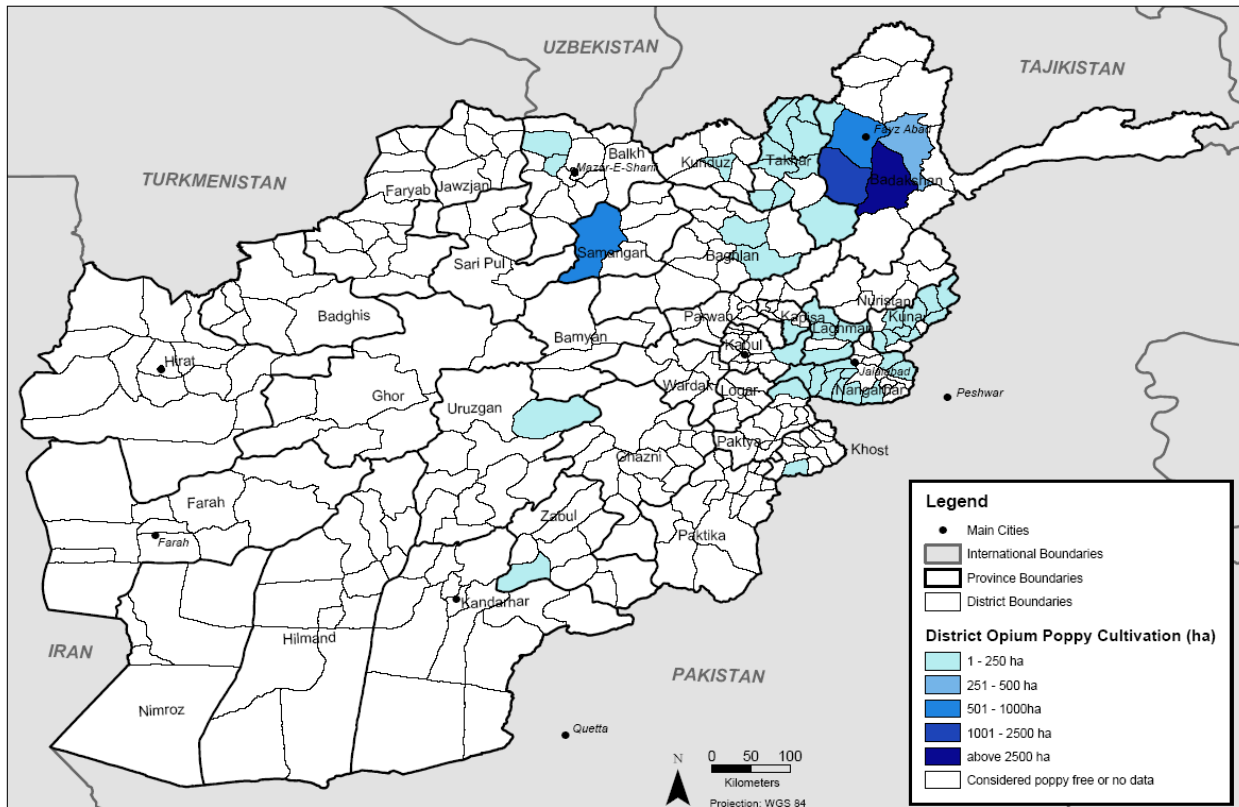 UZBEKISTAN
TAJIKISTAN
Fayz Abad
Balkh
Kunduz
Takhar
Mazar-E-Sharif
TURKMENISTAN
Faryab
Jawzjan
Badakshan
Samangan
Sari Pul
Baghlan
Nuristan
Badghis
Parwan
Kapisa
Kunar
Bamyan
Laghman
Kabul
Hirat
Jalalabad
Wardak
Logar
Nangarhar
Ghor
Peshwar
Uruzgan
Paktya
Khost
Ghazni
Farah
Zabul
Paktika
Farah
Kandarhar
Hilmand
IRAN
PAKISTAN
Nimroz
Quetta
N
0 50 100
Kilometers
Projection: WGS 84
Legend
Main Cities
International Boundaries
Province Boundaries
District Boundaries
District Opium Poppy Cultivation (ha)
1 - 250 ha
251 - 500 ha
501 - 1000ha
1001 - 2500 ha
above 2500 ha
Considered poppy free or no data